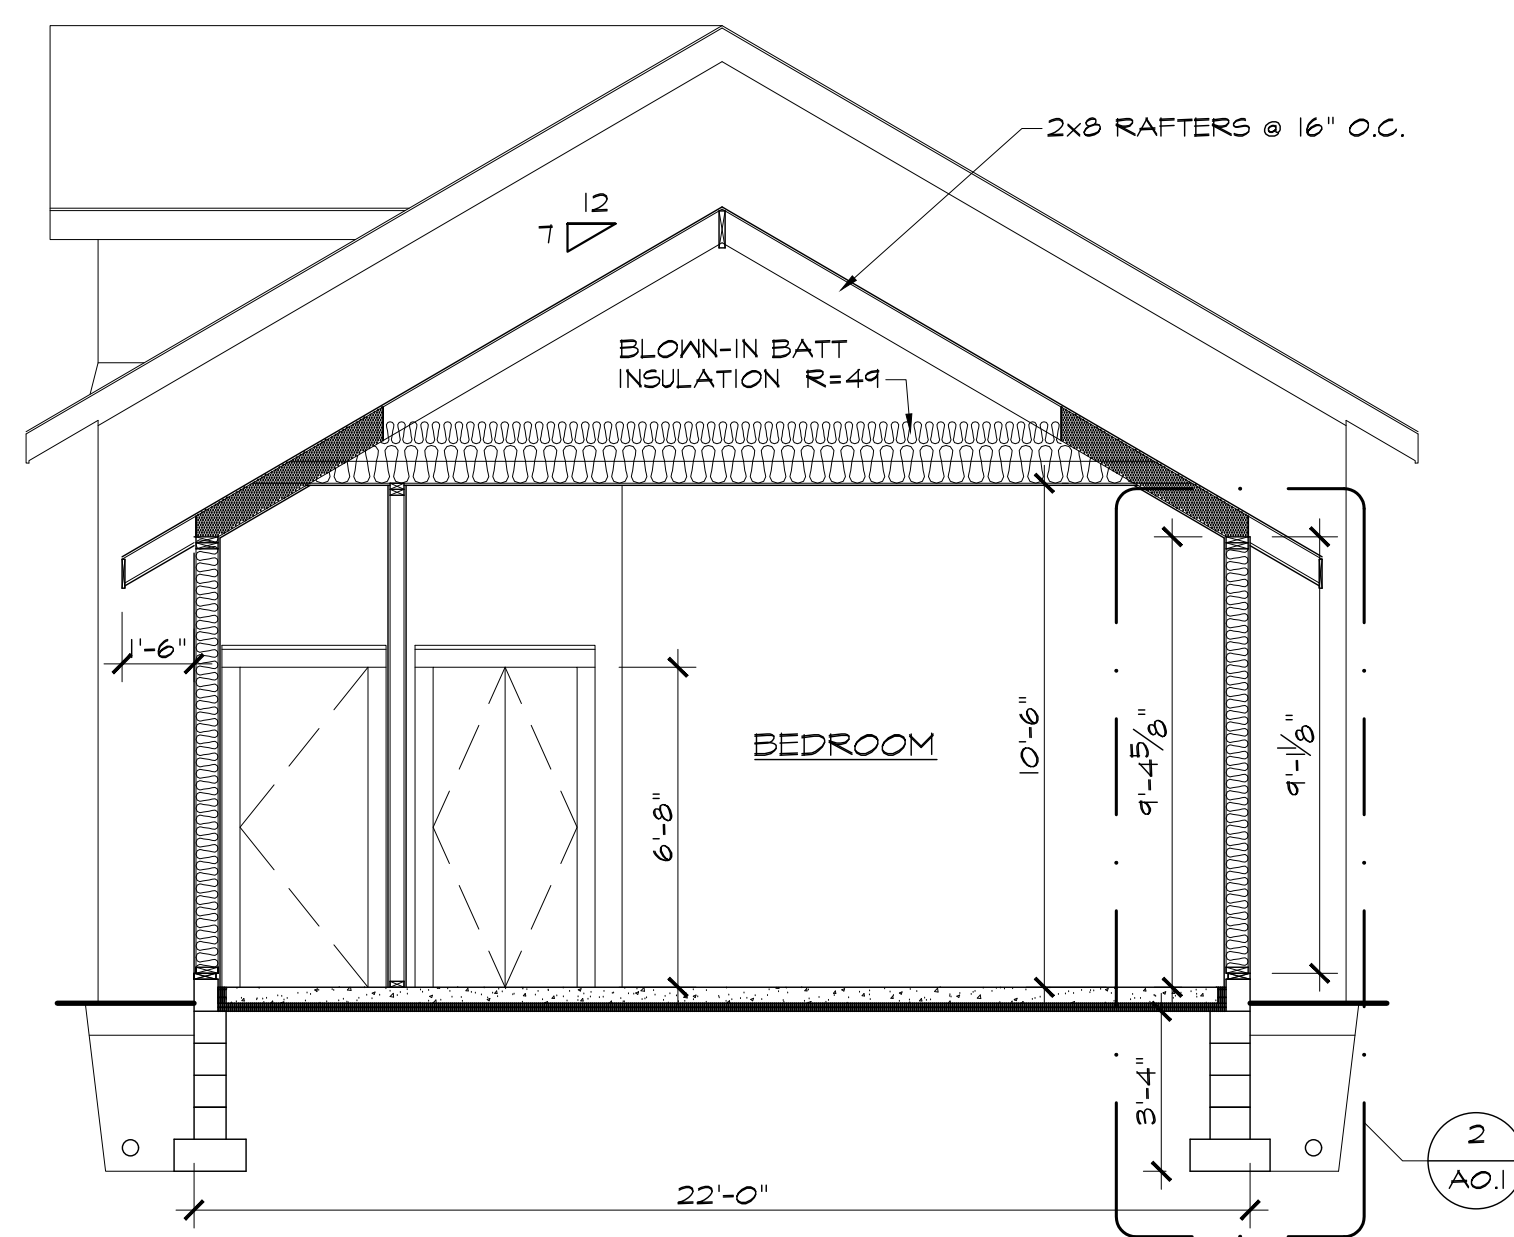 2x8 RAFTERS @ 16" O.C.
12
7
BLOWN-IN BATT
INSULATION R=49
1'-6"
6'-8"
BEDROOM
10'-6"
9'-4 5/8"
9'-1 1/8"
3'-4"
22'-0"
2
A0.1